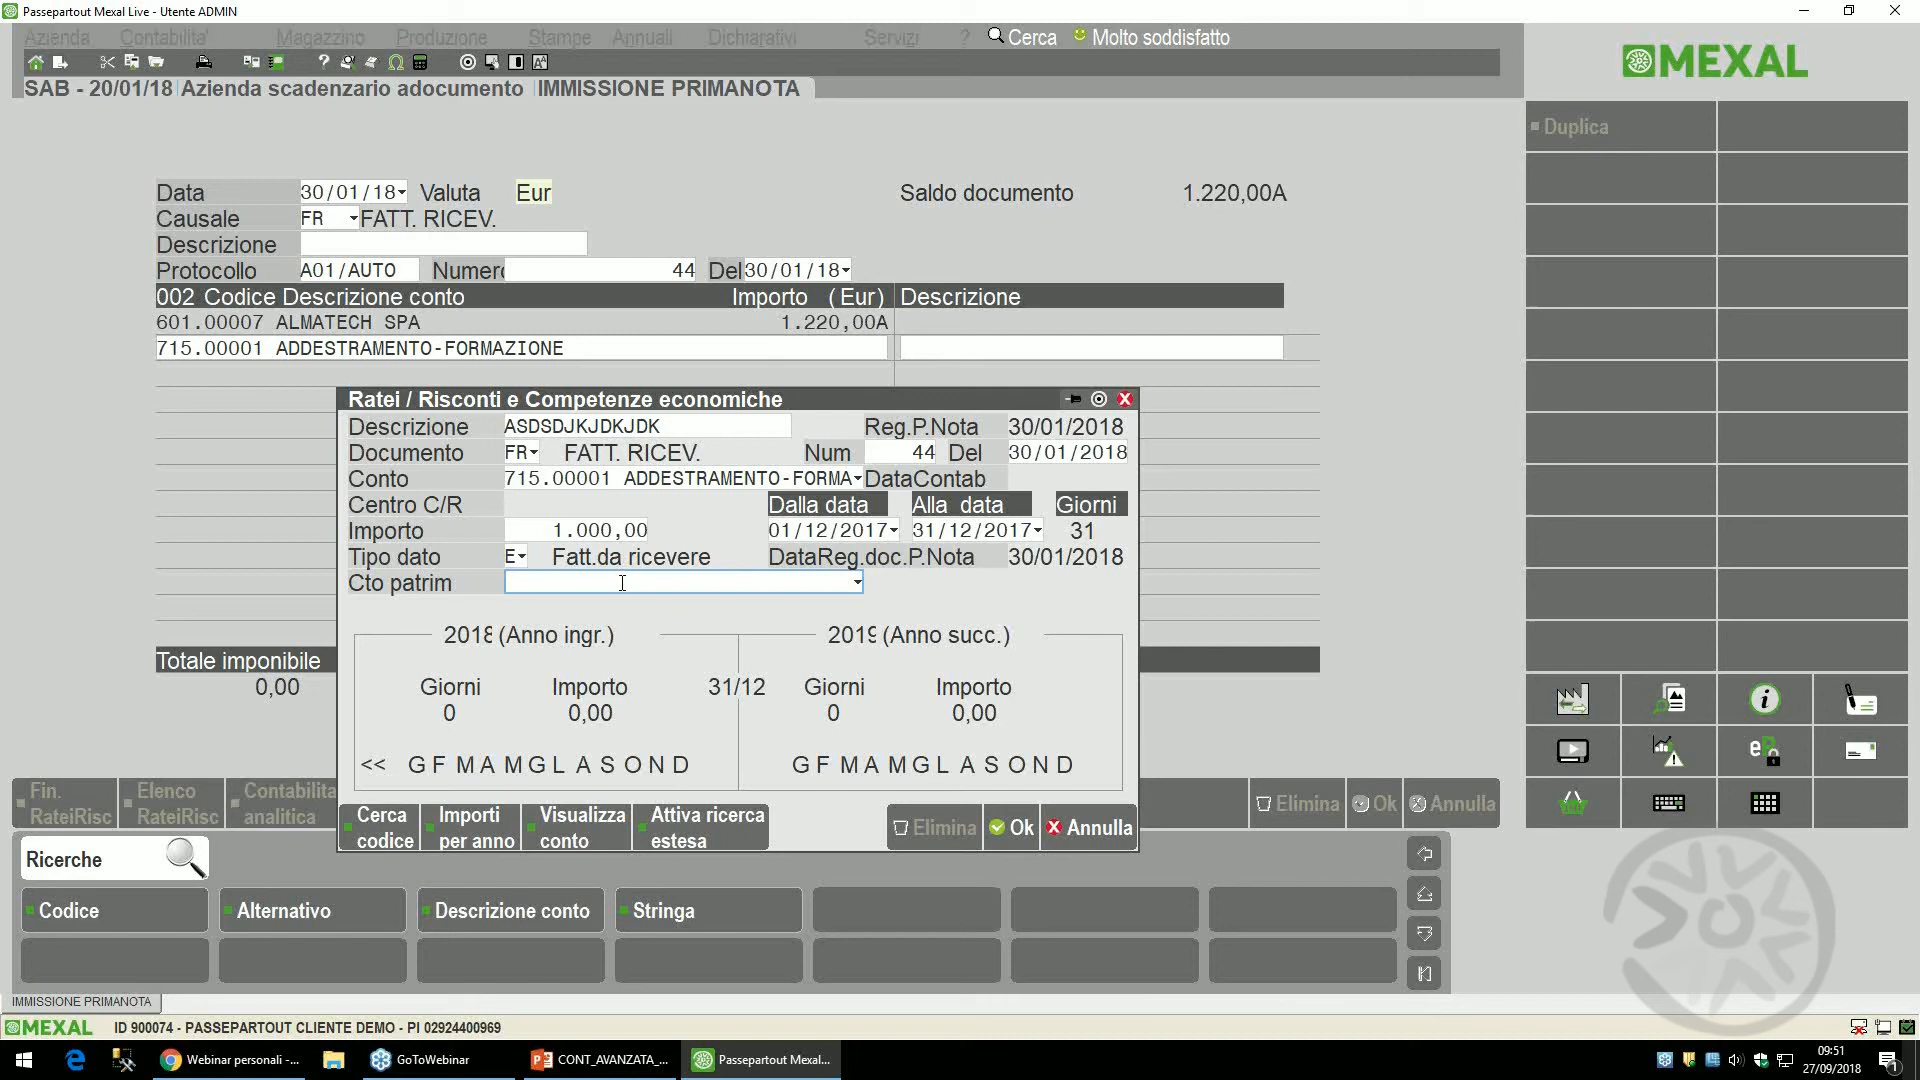 Passepartout Mexal Live - Utente ADMIN
Azienda Contabilita' Magazzino Produzione Stampe Annuali Dichiarativi Servizi ? Cerca Molto soddisfatto
MEXAL
SAB - 20/01/18 Azienda scadenzario adocumento IMMISSIONE PRIMANOTA
Duplica
Data 30/01/18 Valuta Eur Saldo documento 1.220,00A
Causale FR FATT. RICEV.
Descrizione
Protocollo A01/AUTO Numero 44 Del 30/01/18
002 Codice Descrizione conto Importo (Eur) Descrizione
601.00007 ALMATECH SPA 1.220,00A
715.00001 ADDESTRAMENTO-FORMAZIONE
Ratei / Risconti e Competenze economiche
Descrizione ASDSDJKJDKJDK Reg.P.Nota 30/01/2018
Documento FR FATT. RICEV. Num 44 Del 30/01/2018
Conto 715.00001 ADDESTRAMENTO-FORMA DataContab
Centro C/R Dalla data Alla data Giorni
Importo 1.000,00 01/12/2017 31/12/2017 31
Tipo dato E Fatt.da ricevere DataReg.doc.P.Nota 30/01/2018
Cto patrim
2018 (Anno ingr.) 2019 (Anno succ.)
Giorni Importo 31/12 Giorni Importo
0 0,00 0 0,00
<< G F M A M G L A S O N D G F M A M G L A S O N D
Cerca codice Importi per anno Visualizza conto Attiva ricerca estesa Elimina Ok Annulla
Totale imponibile
0,00
Fin. RateiRisc Elenco RateiRisc Contabilita analitica Elimina Ok Annulla
Ricerche
Codice Alternativo Descrizione conto Stringa
IMMISSIONE PRIMANOTA
MEXAL ID 900074 - PASSEPARTOUT CLIENTE DEMO - PI 02924400969
Webinar personali -... GoToWebinar CONT_AVANZATA_... Passepartout Mexal...
09:51
27/09/2018